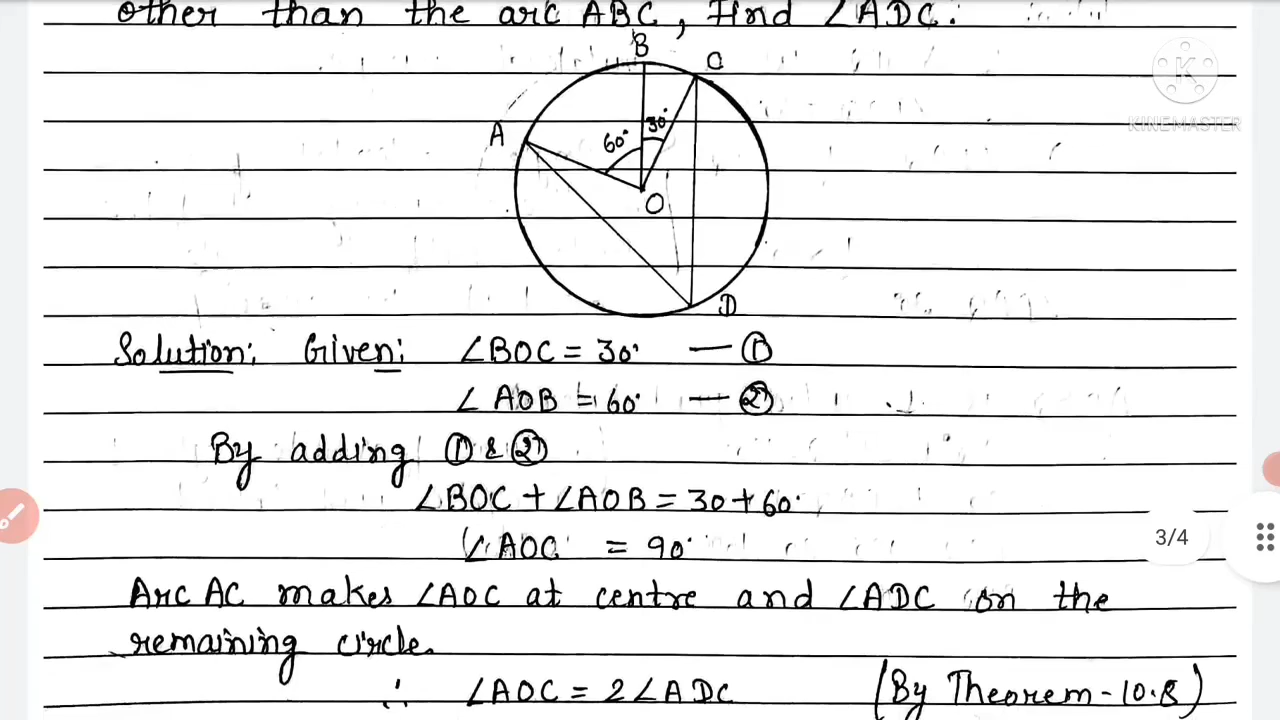 other than the arc ABC, find ∠ADC.
B
C
A
60°
30°
O
D
KINEMASTER
Solution: Given: ∠BOC = 30° — ①
∠AOB = 60° — ②
By adding ① & ②
∠BOC + ∠AOB = 30 + 60°
∠AOC = 90°
3/4
Arc AC makes ∠AOC at centre and ∠ADC on the
remaining circle.
∴ ∠AOC = 2∠ADC (By Theorem-10.8)